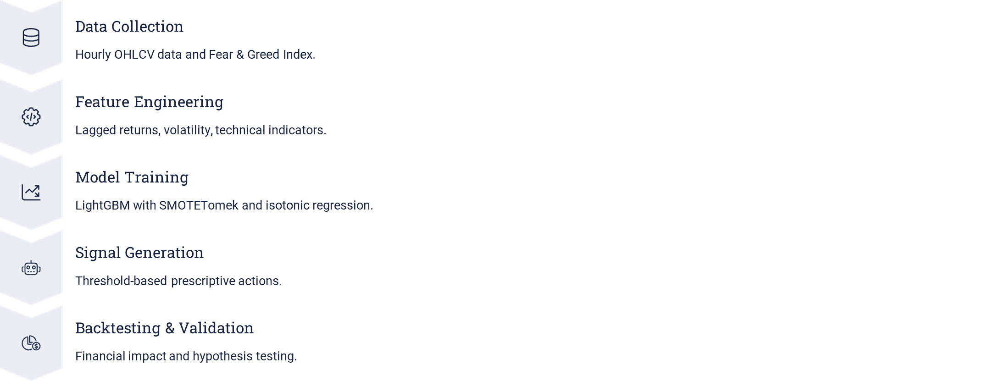 Data Collection
Hourly OHLCV data and Fear & Greed Index.
Feature Engineering
Lagged returns, volatility, technical indicators.
Model Training
LightGBM with SMOTETomek and isotonic regression.
Signal Generation
Threshold-based prescriptive actions.
Backtesting & Validation
Financial impact and hypothesis testing.